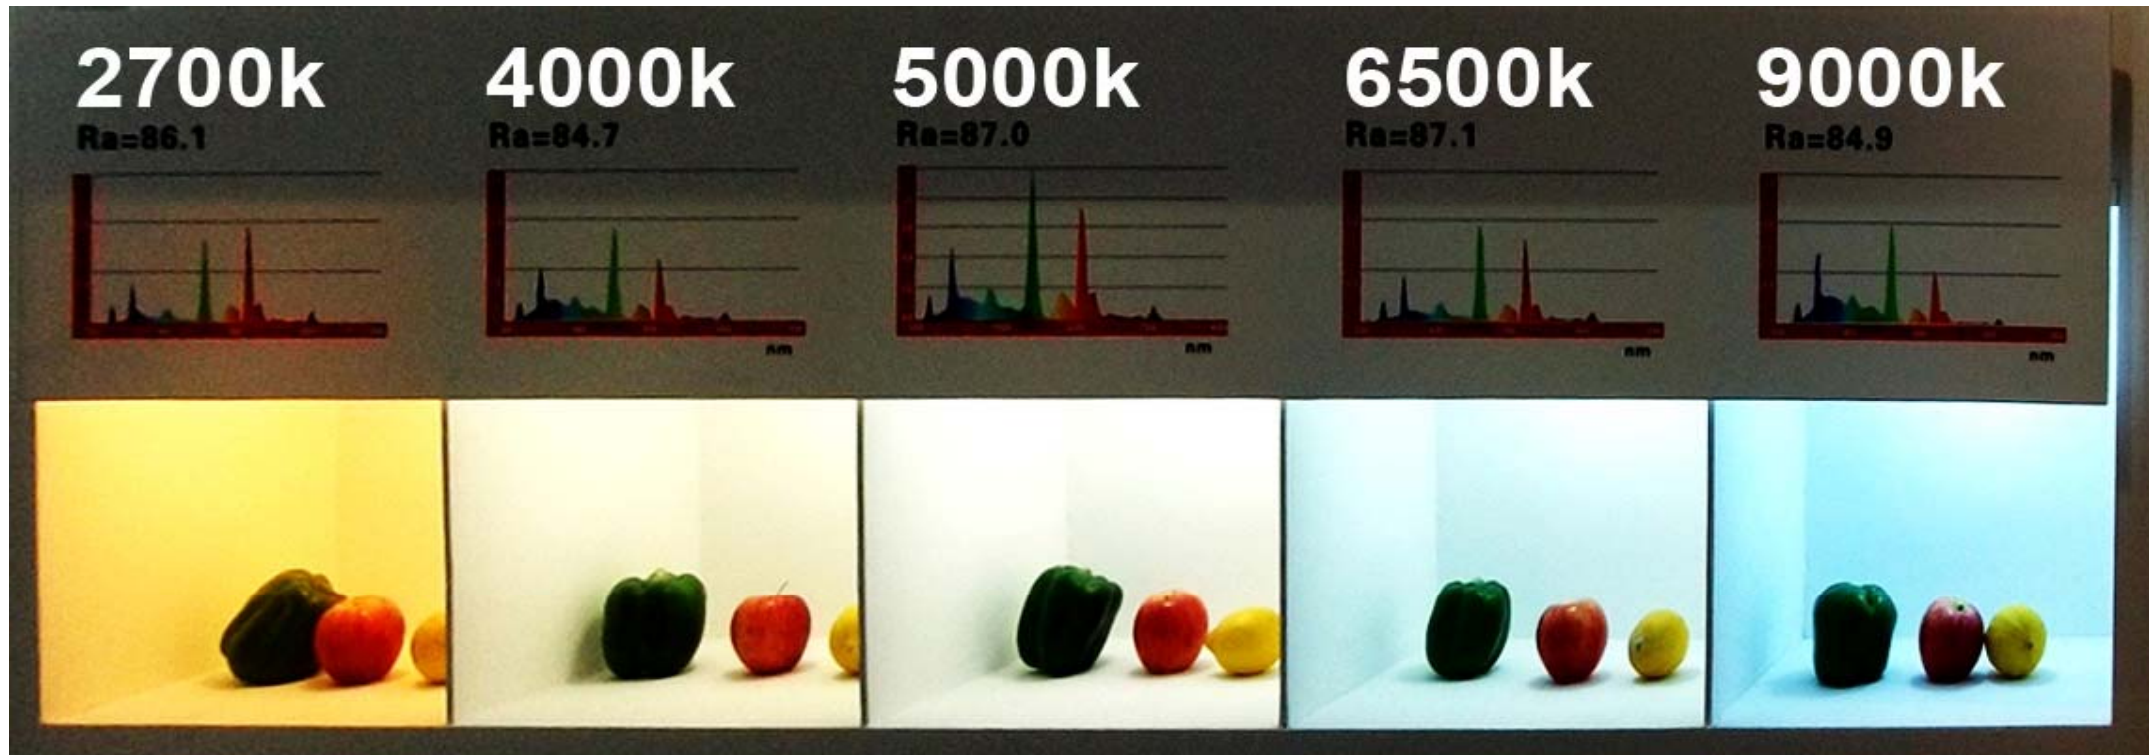 2700k
Ra=86.1
4000k
Ra=84.7
nm
5000k
Ra=87.0
nm
6500k
Ra=87.1
nm
9000k
Ra=84.9
nm